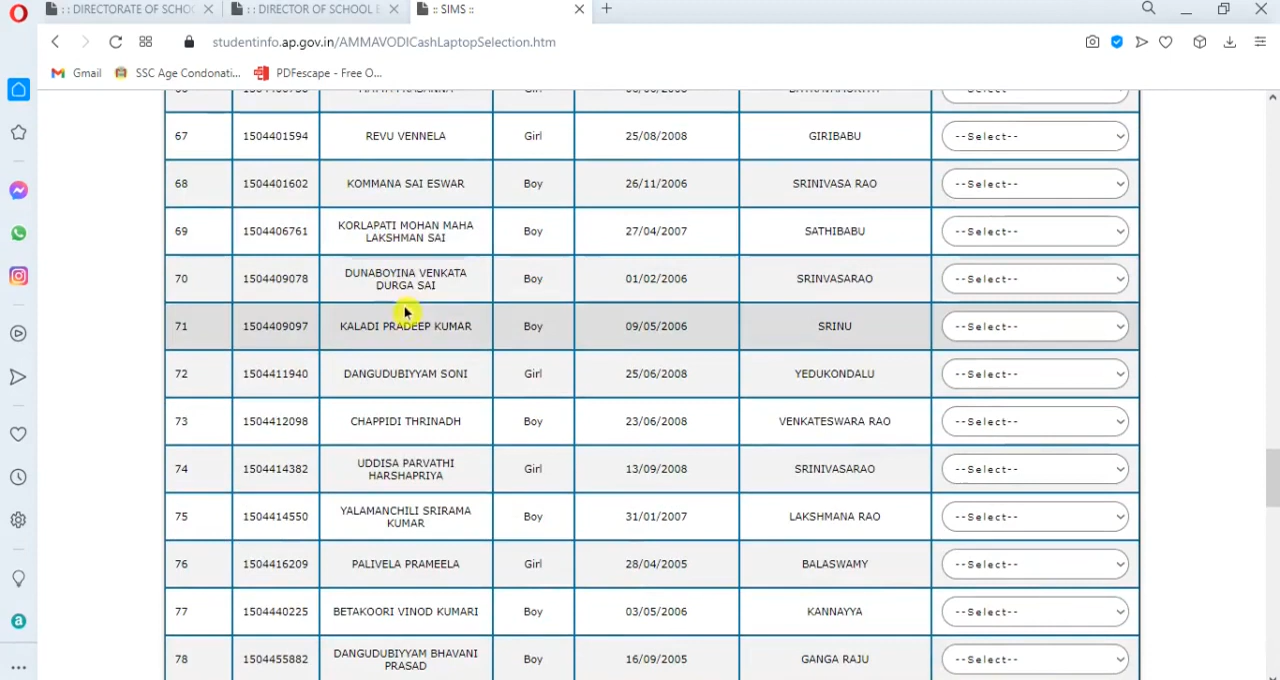 : : DIRECTORATE OF SCHO
: : DIRECTOR OF SCHOOL E
:: SIMS ::
studentinfo.ap.gov.in/AMMAVODICashLaptopSelection.htm
Gmail
SSC Age Condonati...
PDFescape - Free O...
67 1504401594 REVU VENNELA Girl 25/08/2008 GIRIBABU --Select--
68 1504401602 KOMMANA SAI ESWAR Boy 26/11/2006 SRINIVASA RAO --Select--
69 1504406761 KORLAPATI MOHAN MAHA Boy 27/04/2007 SATHIBABU --Select--
LAKSHMAN SAI
70 1504409078 DUNABOYINA VENKATA Boy 01/02/2006 SRINVASARAO --Select--
DURGA SAI
71 1504409097 KALADI PRADEEP KUMAR Boy 09/05/2006 SRINU --Select--
72 1504411940 DANGUDUBIYYAM SONI Girl 25/06/2008 YEDUKONDALU --Select--
73 1504412098 CHAPPIDI THRINADH Boy 23/06/2008 VENKATESWARA RAO --Select--
74 1504414382 UDDISA PARVATHI Girl 13/09/2008 SRINIVASARAO --Select--
HARSHAPRIYA
75 1504414550 YALAMANCHILI SRIRAMA Boy 31/01/2007 LAKSHMANA RAO --Select--
KUMAR
76 1504416209 PALIVELA PRAMEELA Girl 28/04/2005 BALASWAMY --Select--
77 1504440225 BETAKOORI VINOD KUMARI Boy 03/05/2006 KANNAYYA --Select--
78 1504455882 DANGUDUBIYYAM BHAVANI Boy 16/09/2005 GANGA RAJU --Select--
PRASAD